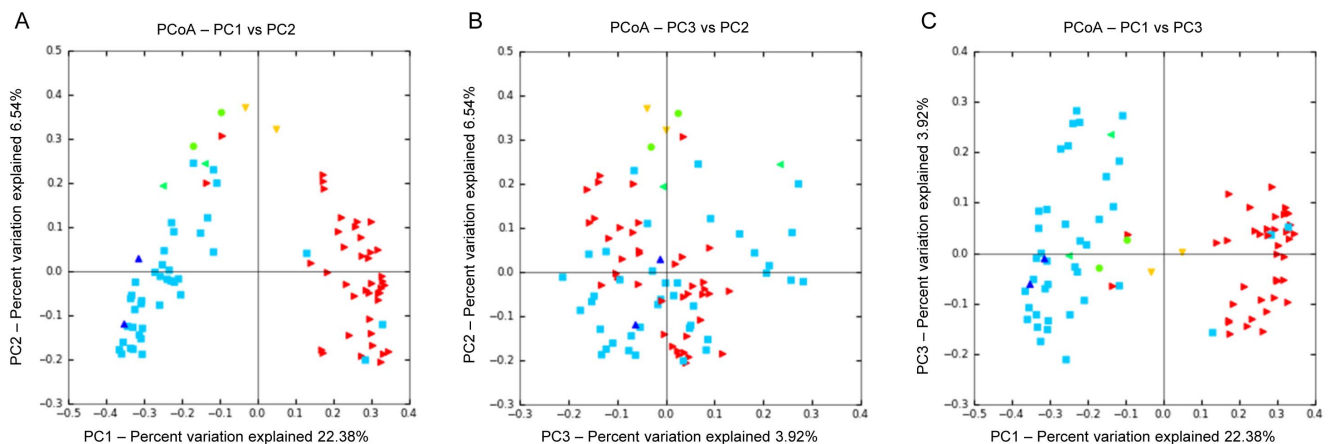 A
PCoA – PC1 vs PC2
PC2 – Percent variation explained 6.54%
0.5
0.4
0.3
0.2
0.1
0.0
−0.1
−0.2
−0.3
−0.5 −0.4 −0.3 −0.2 −0.1 0.0 0.1 0.2 0.3 0.4
PC1 – Percent variation explained 22.38%
B
PCoA – PC3 vs PC2
PC2 – Percent variation explained 6.54%
0.5
0.4
0.3
0.2
0.1
0.0
−0.1
−0.2
−0.3
−0.4 −0.3 −0.2 −0.1 0.0 0.1 0.2 0.3 0.4
PC3 – Percent variation explained 3.92%
C
PCoA – PC1 vs PC3
PC3 – Percent variation explained 3.92%
0.4
0.3
0.2
0.1
0.0
−0.1
−0.2
−0.3
−0.5 −0.4 −0.3 −0.2 −0.1 0.0 0.1 0.2 0.3 0.4
PC1 – Percent variation explained 22.38%